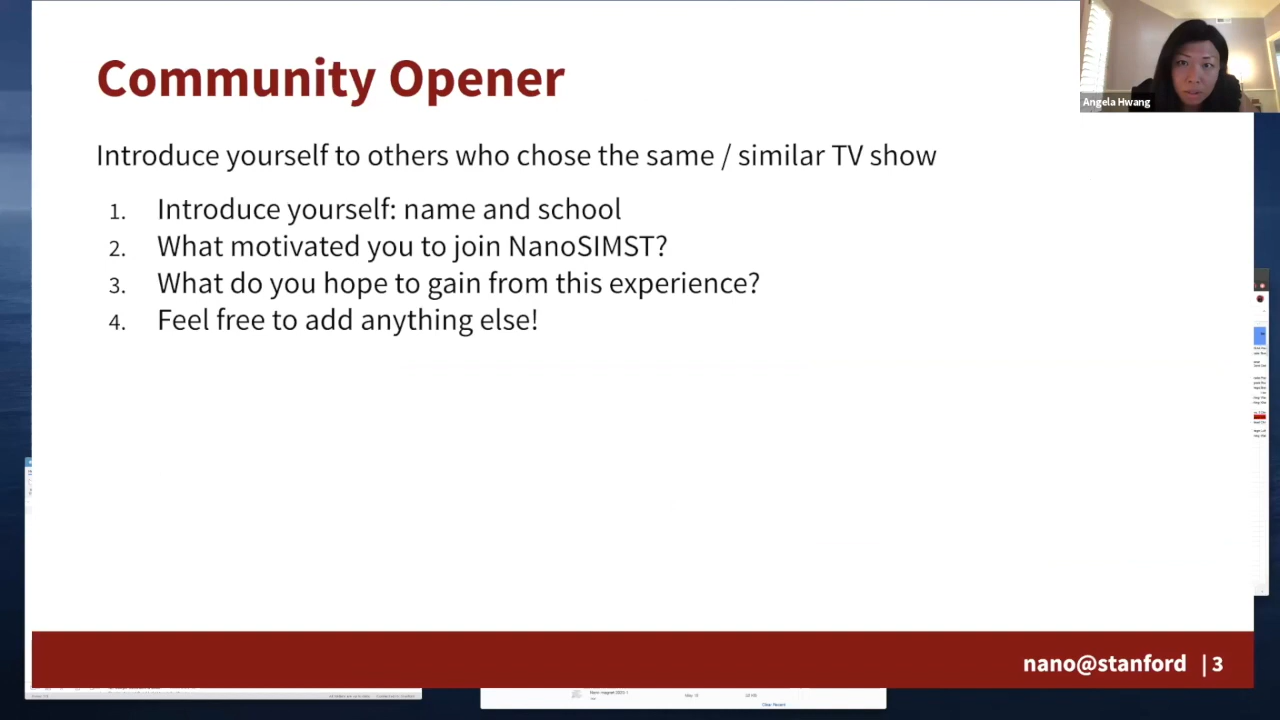 Community Opener
Angela Hwang
Introduce yourself to others who chose the same / similar TV show
1. Introduce yourself: name and school
2. What motivated you to join NanoSIMST?
3. What do you hope to gain from this experience?
4. Feel free to add anything else!
nano@stanford | 3
Clear Recent